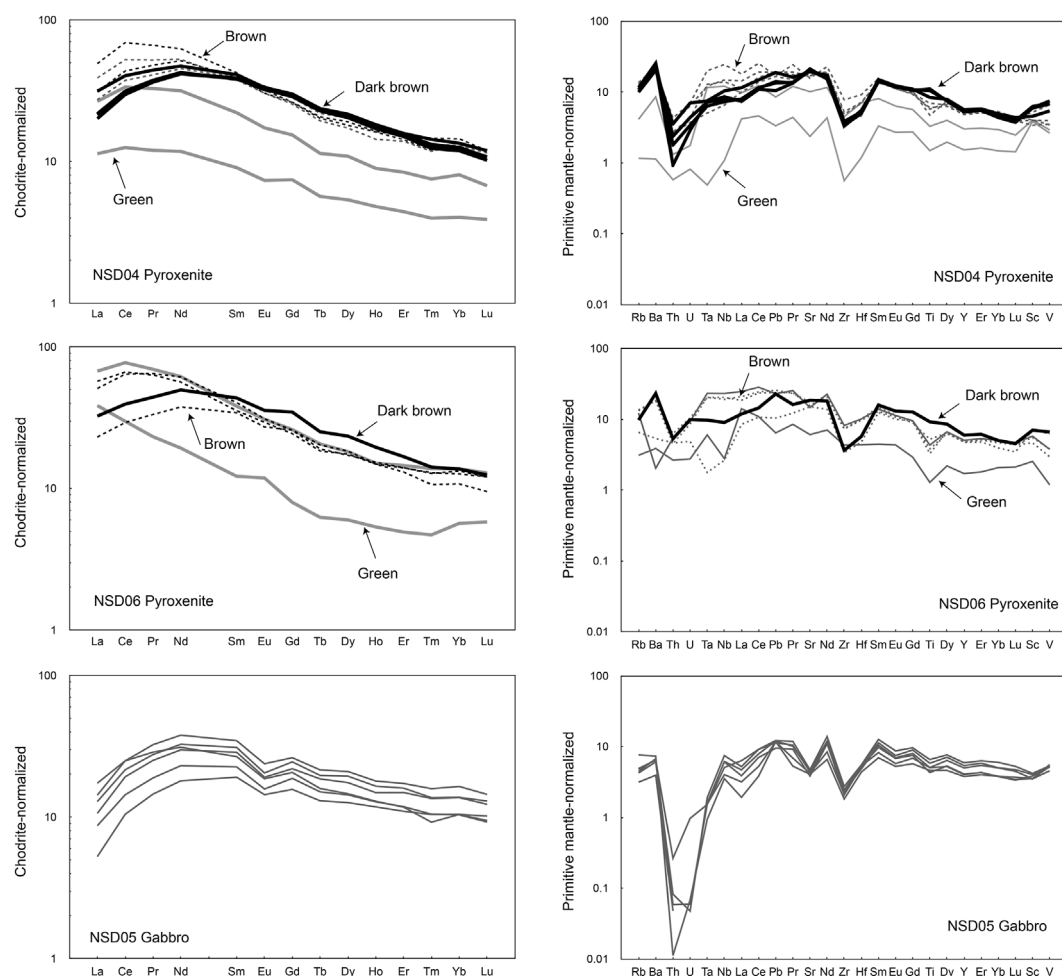 100
10
1
Chodrite-normalized
Brown
Dark brown
Green
NSD04 Pyroxenite
La Ce Pr Nd Sm Eu Gd Tb Dy Ho Er Tm Yb Lu
100
10
1
0.1
0.01
Primitive mantle-normalized
Brown
Dark brown
Green
NSD04 Pyroxenite
Rb Ba Th U Ta Nb La Ce Pb Pr Sr Nd Zr Hf Sm Eu Gd Ti Dy Y Er Yb Lu Sc V
100
10
1
Chodrite-normalized
Dark brown
Brown
Green
NSD06 Pyroxenite
La Ce Pr Nd Sm Eu Gd Tb Dy Ho Er Tm Yb Lu
100
10
1
0.1
0.01
Primitive mantle-normalized
Brown
Dark brown
Green
NSD06 Pyroxenite
Rb Ba Th U Ta Nb La Ce Pb Pr Sr Nd Zr Hf Sm Eu Gd Ti Dy Y Er Yb Lu Sc V
100
10
1
Chodrite-normalized
NSD05 Gabbro
La Ce Pr Nd Sm Eu Gd Tb Dy Ho Er Tm Yb Lu
100
10
1
0.1
0.01
Primitive mantle-normalized
NSD05 Gabbro
Rb Ba Th U Ta Nb La Ce Pb Pr Sr Nd Zr Hf Sm Eu Gd Ti Dy Y Er Yb Lu Sc V